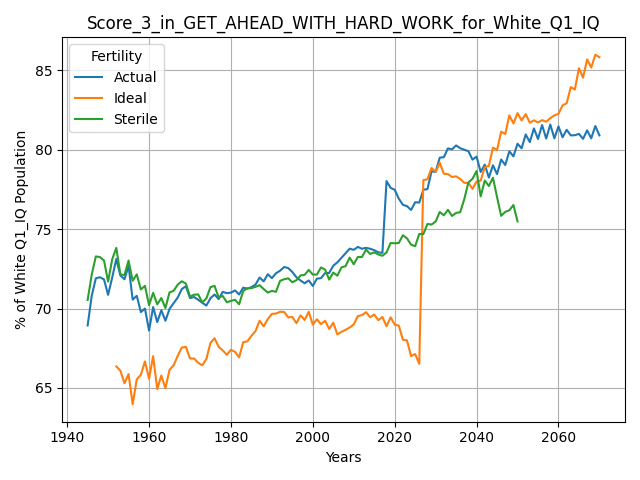 Score_3_in_GET_AHEAD_WITH_HARD_WORK_for_White_Q1_IQ
Fertility
Actual
Ideal
Sterile
% of White Q1_IQ Population
85
80
75
70
65
1940 1960 1980 2000 2020 2040 2060
Years